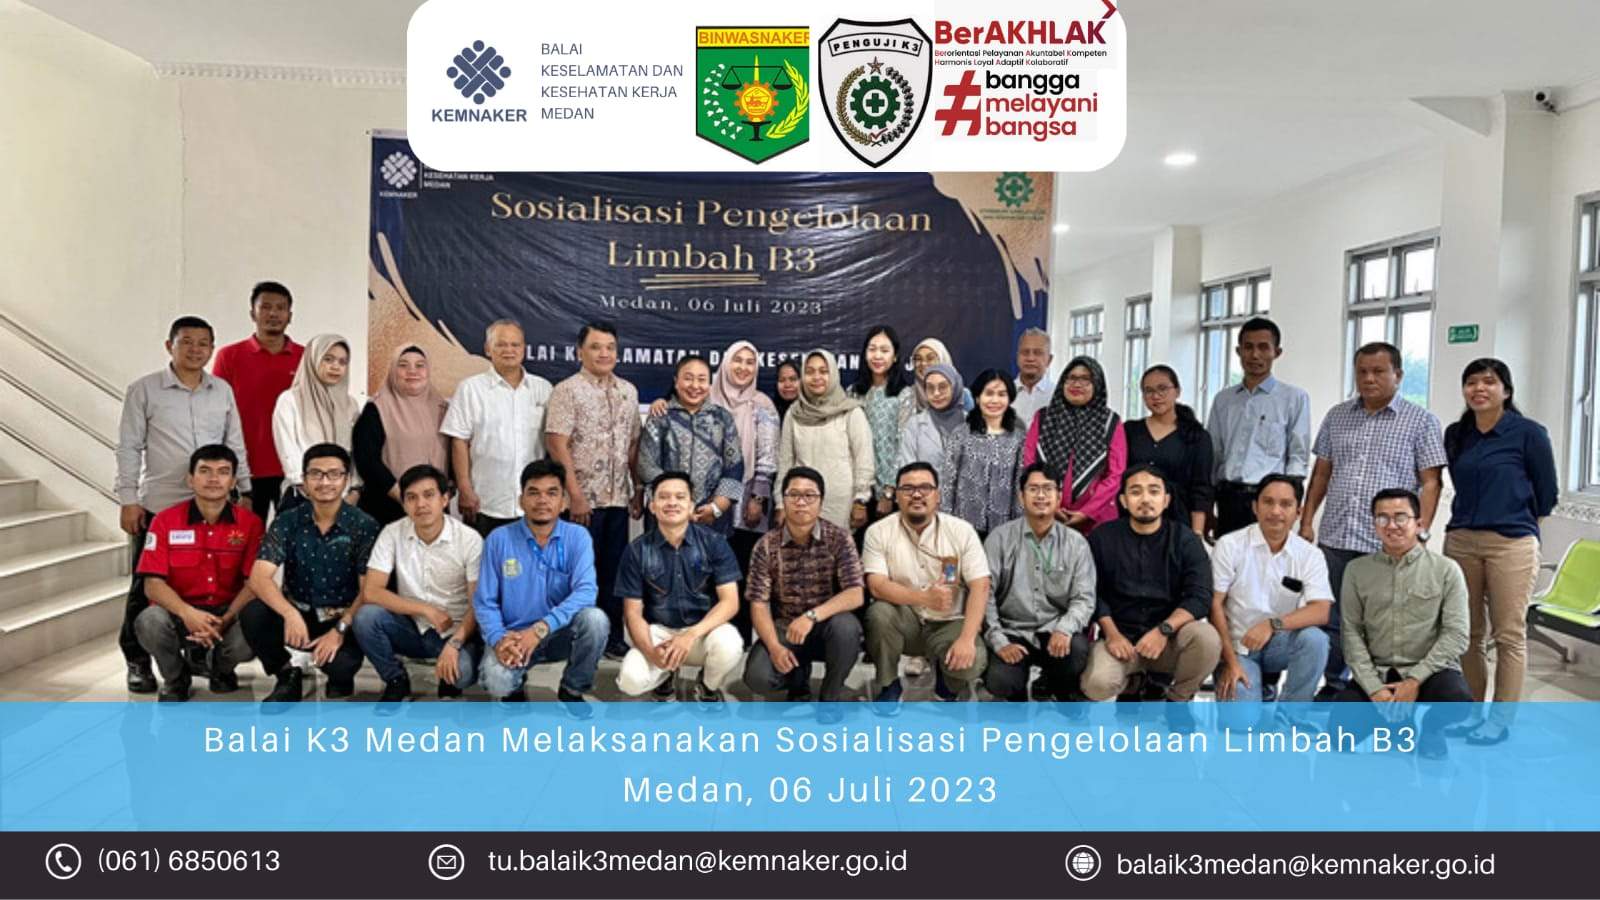 KEMNAKER
BALAI
KESELAMATAN DAN
KESEHATAN KERJA
MEDAN
BINWASNAKER
PENGUJI K3
BerAKHLAK
Berorientasi Pelayanan Akuntabel Kompeten
Harmonis Loyal Adaptif Kolaboratif
#bangga
melayani
bangsa
KEMNAKER
KESEHATAN KERJA
MEDAN
Sosialisasi Pengelolaan
Limbah B3
Medan, 06 Juli 2023
Balai K3 Medan Melaksanakan Sosialisasi Pengelolaan Limbah B3
Medan, 06 Juli 2023
(061) 6850613
tu.balaik3medan@kemnaker.go.id
balaik3medan@kemnaker.go.id